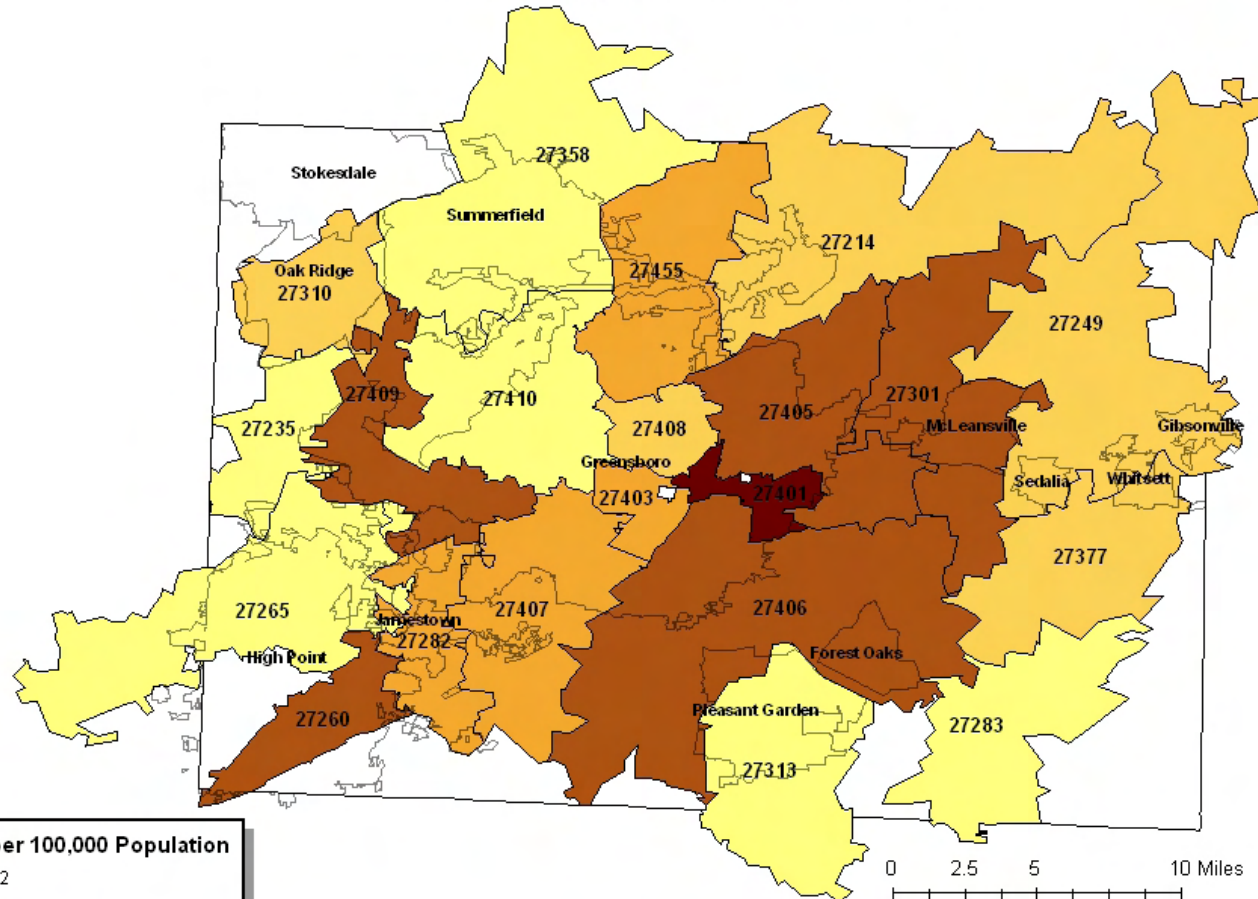 27358
Stokesdale
Summerfield
27214
Oak Ridge
27310
27455
27249
27409
27410
27405
27301
27235
27408
McLeansville
Gibsonville
Greensboro
27403
27401
Sedalia
Whitsett
27377
27265
27407
27406
Jamestown
27282
High Point
Forest Oaks
27260
Pleasant Garden
27283
27313
er 100,000 Population
2
0 2.5 5 10 Miles